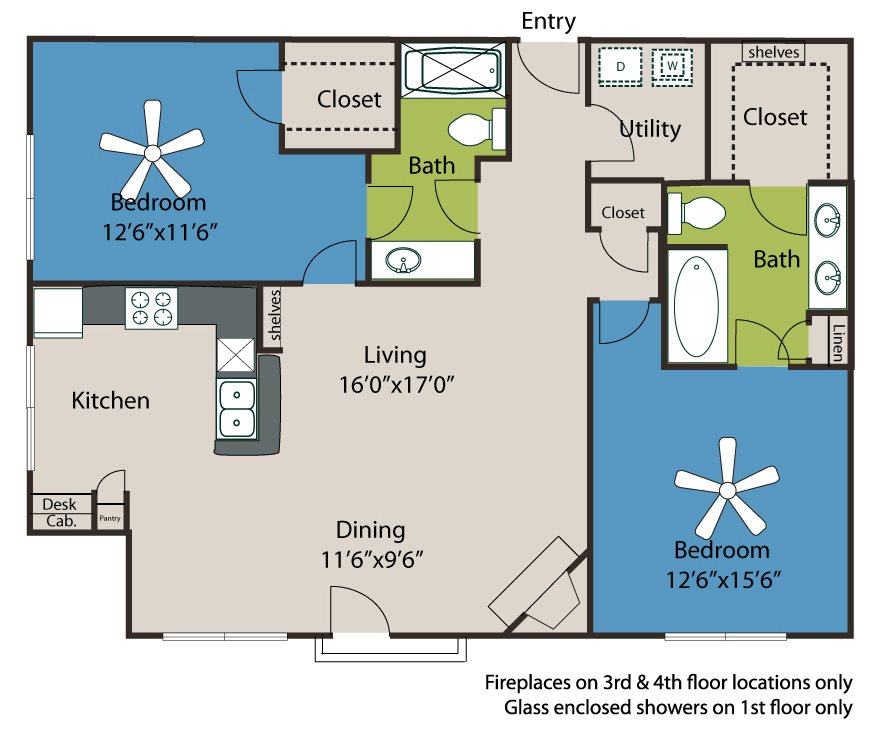 Entry
shelves
D
W
Closet
Closet
Utility
Bath
Bedroom
12’6”x11’6”
Closet
Bath
shelves
Linen
Living
16’0”x17’0”
Kitchen
Desk
Cab.
Pantry
Dining
11’6”x9’6”
Bedroom
12’6”x15’6”
Fireplaces on 3rd & 4th floor locations only
Glass enclosed showers on 1st floor only